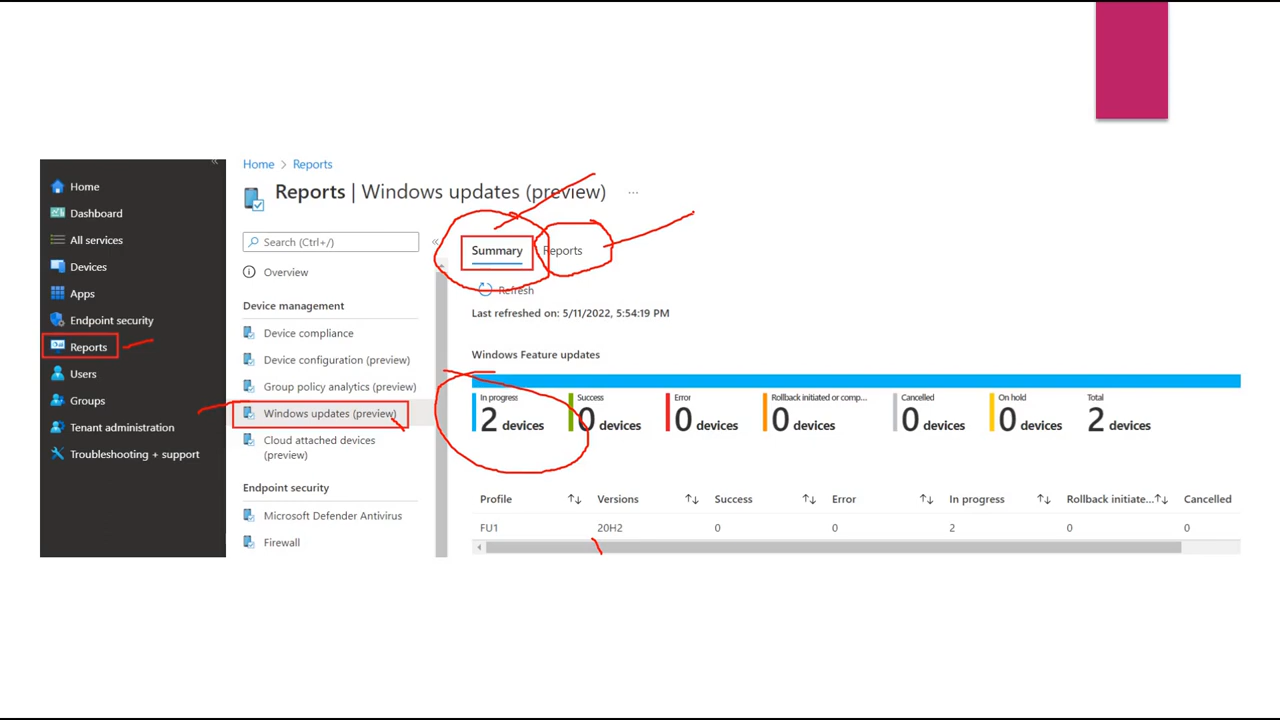 Home
Dashboard
All services
Devices
Apps
Endpoint security
Reports
Users
Groups
Tenant administration
Troubleshooting + support
Home > Reports
Reports | Windows updates (preview) ...
Search (Ctrl+/)
«
Overview
Device management
Device compliance
Device configuration (preview)
Group policy analytics (preview)
Windows updates (preview)
Cloud attached devices
(preview)
Endpoint security
Microsoft Defender Antivirus
Firewall
Summary Reports
Refresh
Last refreshed on: 5/11/2022, 5:54:19 PM
Windows Feature updates
In progress Success Error Rollback initiated or comp... Cancelled On hold Total
2 devices 0 devices 0 devices 0 devices 0 devices 0 devices 2 devices
Profile Versions Success Error In progress Rollback initiate... Cancelled
FU1 20H2 0 0 2 0 0